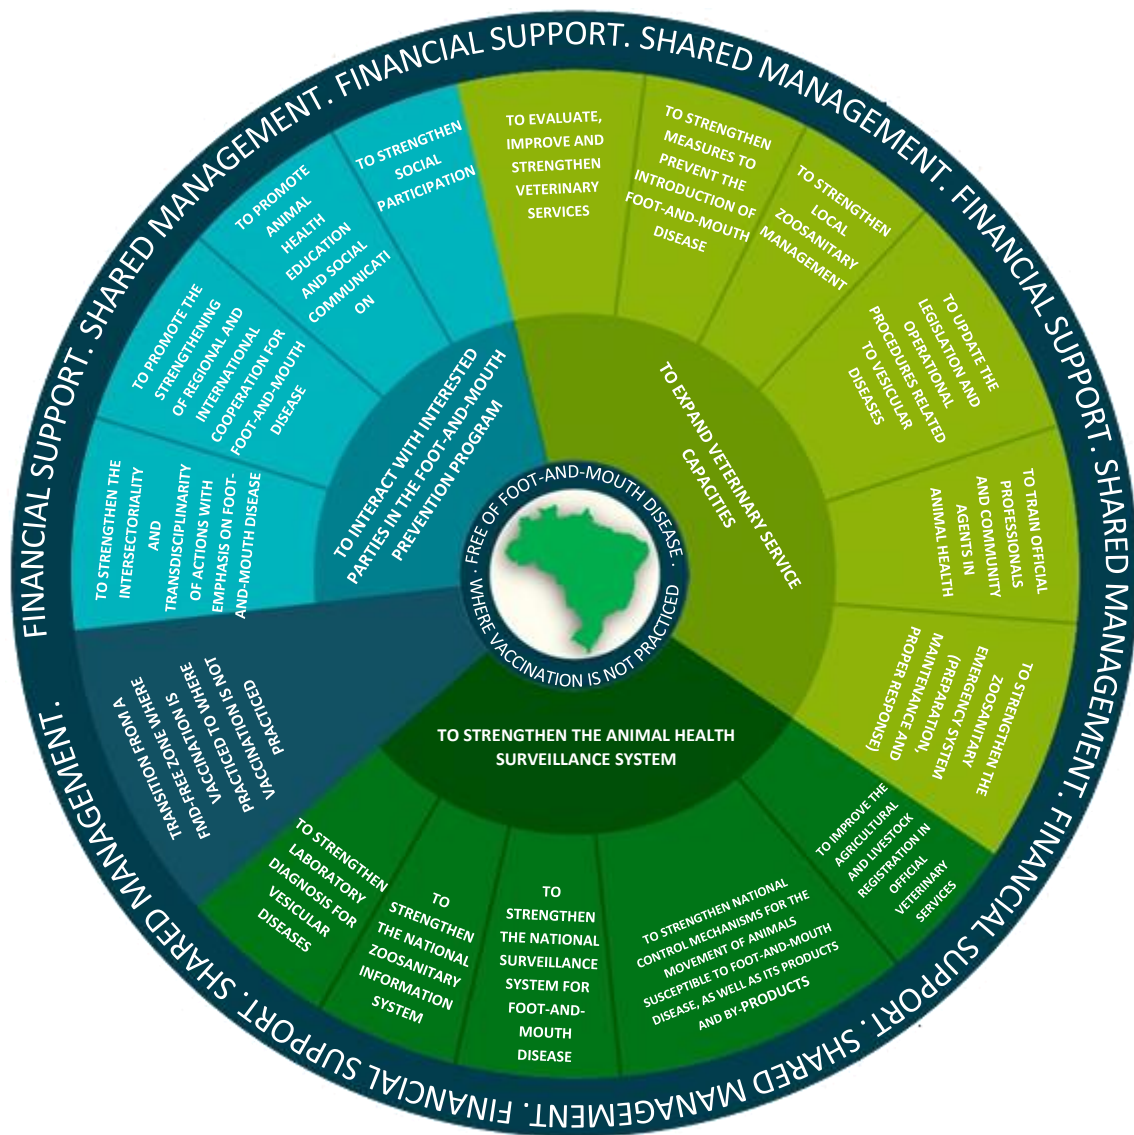 FINANCIAL SUPPORT. SHARED MANAGEMENT. FINANCIAL SUPPORT. SHARED MANAGEMENT. FINANCIAL SUPPORT. SHARED MANAGEMENT. FINANCIAL SUPPORT. SHARED MANAGEMENT. FINANCIAL SUPPORT. SHARED MANAGEMENT.
TO EVALUATE,
IMPROVE AND
STRENGTHEN
VETERINARY
SERVICES
TO STRENGTHEN
MEASURES TO
PREVENT THE
INTRODUCTION OF
FOOT-AND-MOUTH
DISEASE
TO STRENGTHEN
LOCAL
ZOOSANITARY
MANAGEMENT
TO UPDATE THE
LEGISLATION AND
OPERATIONAL
PROCEDURES RELATED
TO VESICULAR
DISEASES
TO TRAIN OFFICIAL
PROFESSIONALS
AND COMMUNITY
AGENTS IN
ANIMAL HEALTH
TO STRENGTHEN THE
ZOOSANITARY
EMERGENCY SYSTEM
(PREPARATION,
MAINTENANCE AND
PROPER RESPONSE)
TO EXPAND VETERINARY SERVICE
CAPACITIES
TO IMPROVE THE
AGRICULTURAL
AND LIVESTOCK
REGISTRATION IN
OFFICIAL
VETERINARY
SERVICES
TO STRENGTHEN NATIONAL
CONTROL MECHANISMS FOR THE
MOVEMENT OF ANIMALS
SUSCEPTIBLE TO FOOT-AND-MOUTH
DISEASE, AS WELL AS ITS PRODUCTS
AND BY-PRODUCTS
TO
STRENGTHEN
THE NATIONAL
SURVEILLANCE
SYSTEM FOR
FOOT-AND-
MOUTH
DISEASE
TO
STRENGTHEN
THE NATIONAL
ZOOSANITARY
INFORMATION
SYSTEM
TO STRENGTHEN
LABORATORY
DIAGNOSIS FOR
VESICULAR
DISEASES
TO STRENGTHEN THE ANIMAL HEALTH
SURVEILLANCE SYSTEM
TRANSITION FROM A
FMD-FREE ZONE WHERE
VACCINATION IS
PRACTICED TO WHERE
VACCINATION IS NOT
PRACTICED
TO STRENGTHEN THE
INTERSECTORIALITY
AND
TRANSDISCIPLINARITY
OF ACTIONS WITH
EMPHASIS ON FOOT-
AND-MOUTH DISEASE
TO PROMOTE THE
STRENGTHENING
OF REGIONAL AND
INTERNATIONAL
COOPERATION FOR
FOOT-AND-MOUTH
DISEASE
TO PROMOTE
ANIMAL
HEALTH
EDUCATION
AND SOCIAL
COMMUNICATI
ON
TO STRENGTHEN
SOCIAL
PARTICIPATION
TO INTERACT WITH INTERESTED
PARTIES IN THE FOOT-AND-MOUTH
PREVENTION PROGRAM
. FREE OF FOOT-AND-MOUTH DISEASE .
WHERE VACCINATION IS NOT PRACTICED